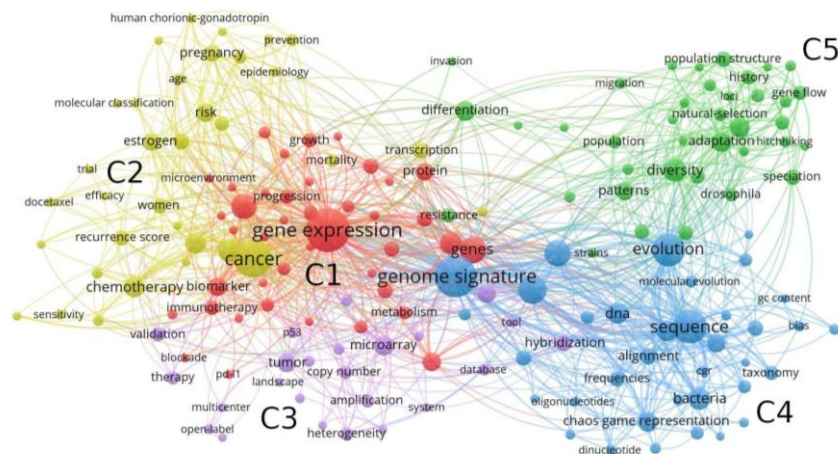 human chorionic-gonadotropin
pregnancy
prevention
age
epidemiology
molecular classification
risk
estrogen
trial
C2
docetaxel
efficacy
women
microenvironment
recurrence score
growth
mortality
transcription
protein
progression
resistance
gene expression
genes
cancer
C1
genome signature
chemotherapy
biomarker
immunotherapy
metabolism
sensitivity
validation
p53
microarray
blockade
pd-l1
tumor
therapy
landscape
copy number
multicenter
C3
amplification
open-label
heterogeneity
system
database
tool
hybridization
invasion
differentiation
migration
population structure
C5
history
loci
gene flow
natural-selection
population
adaptation
hitchhiking
diversity
patterns
drosophila
speciation
strains
evolution
molecular evolution
gc content
dna
sequence
bias
alignment
cgr
taxonomy
frequencies
oligonucleotides
bacteria
C4
chaos game representation
dinucleotide